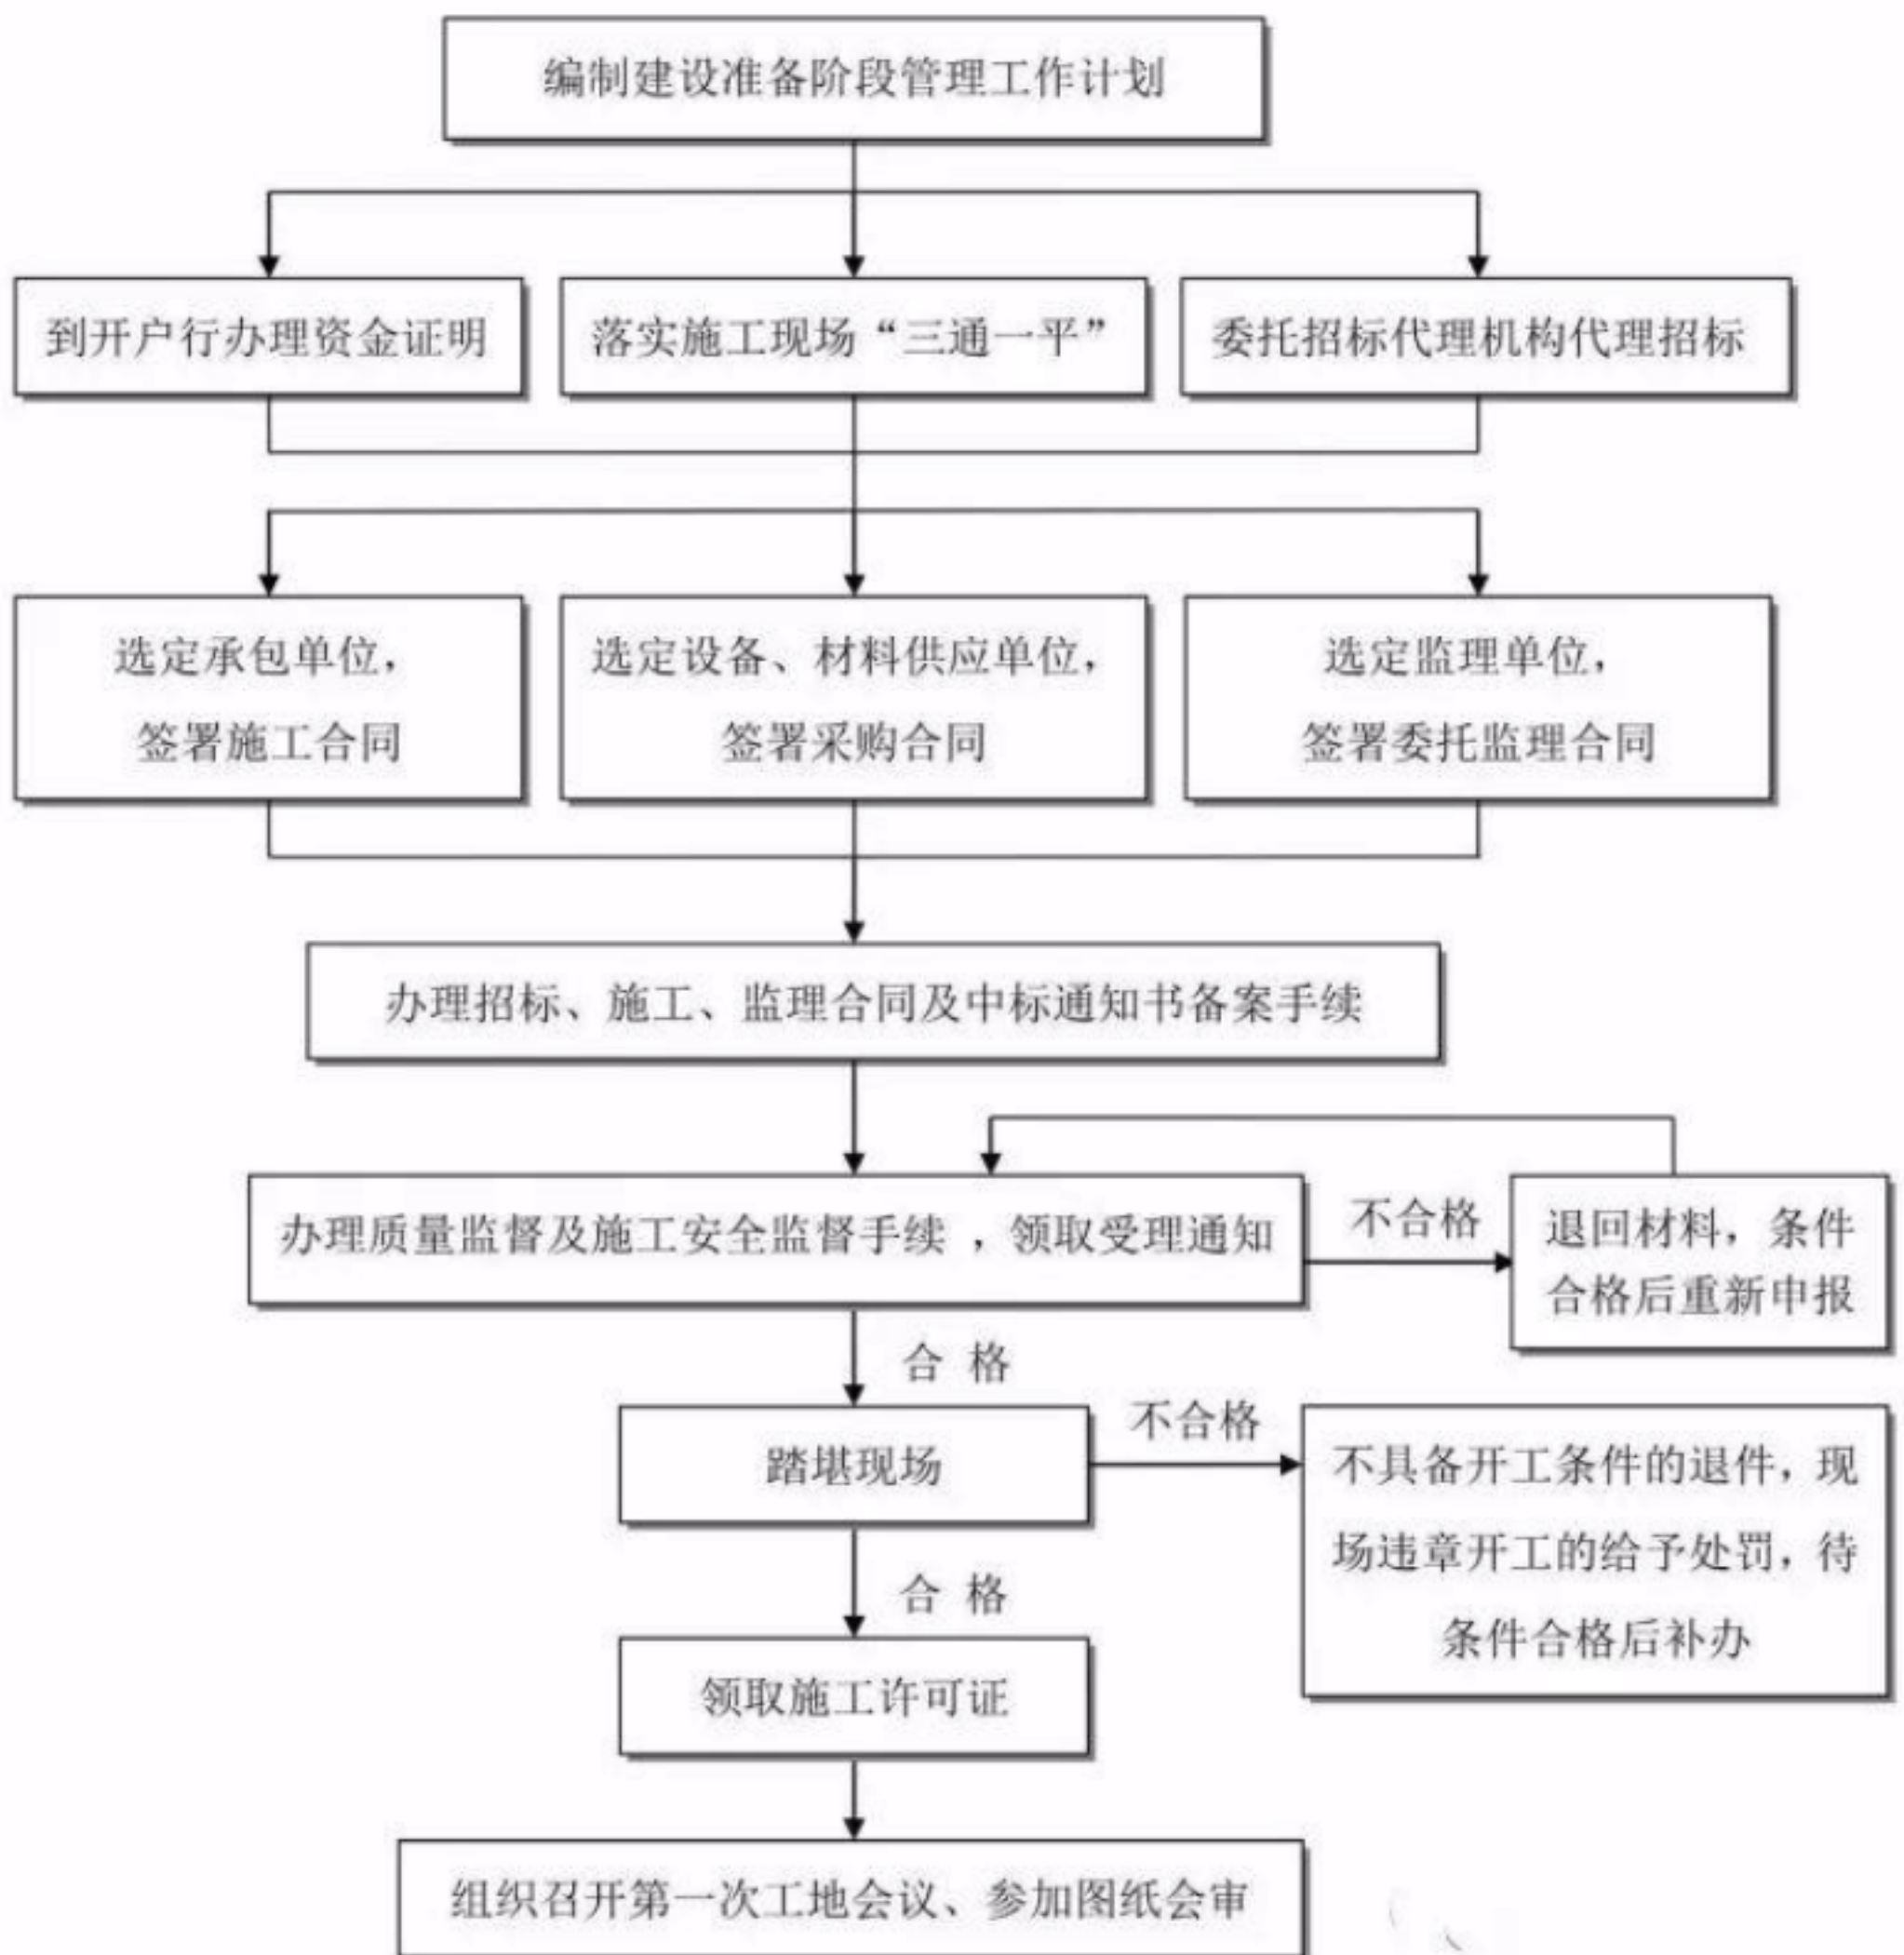 编制建设准备阶段管理工作计划
到开户行办理资金证明
落实施工现场“三通一平”
委托招标代理机构代理招标
选定承包单位，
签署施工合同
选定设备、材料供应单位，
签署采购合同
选定监理单位，
签署委托监理合同
办理招标、施工、监理合同及中标通知书备案手续
办理质量监督及施工安全监督手续 ，领取受理通知
不合格
退回材料，条件
合格后重新申报
合 格
踏堪现场
不合格
不具备开工条件的退件，现
场违章开工的给予处罚，待
条件合格后补办
合 格
领取施工许可证
组织召开第一次工地会议、参加图纸会审